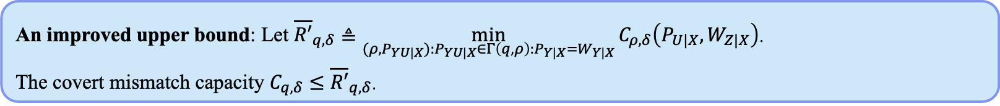 An improved upper bound: Let $\overline{R'}_{q,\delta} \triangleq \min_{(\rho,P_{YU|X}):P_{YU|X}\in\Gamma(q,\rho):P_{Y|X}=W_{Y|X}} C_{\rho,\delta}(P_{U|X}, W_{Z|X})$.
The covert mismatch capacity $C_{q,\delta} \leq \overline{R'}_{q,\delta}$.